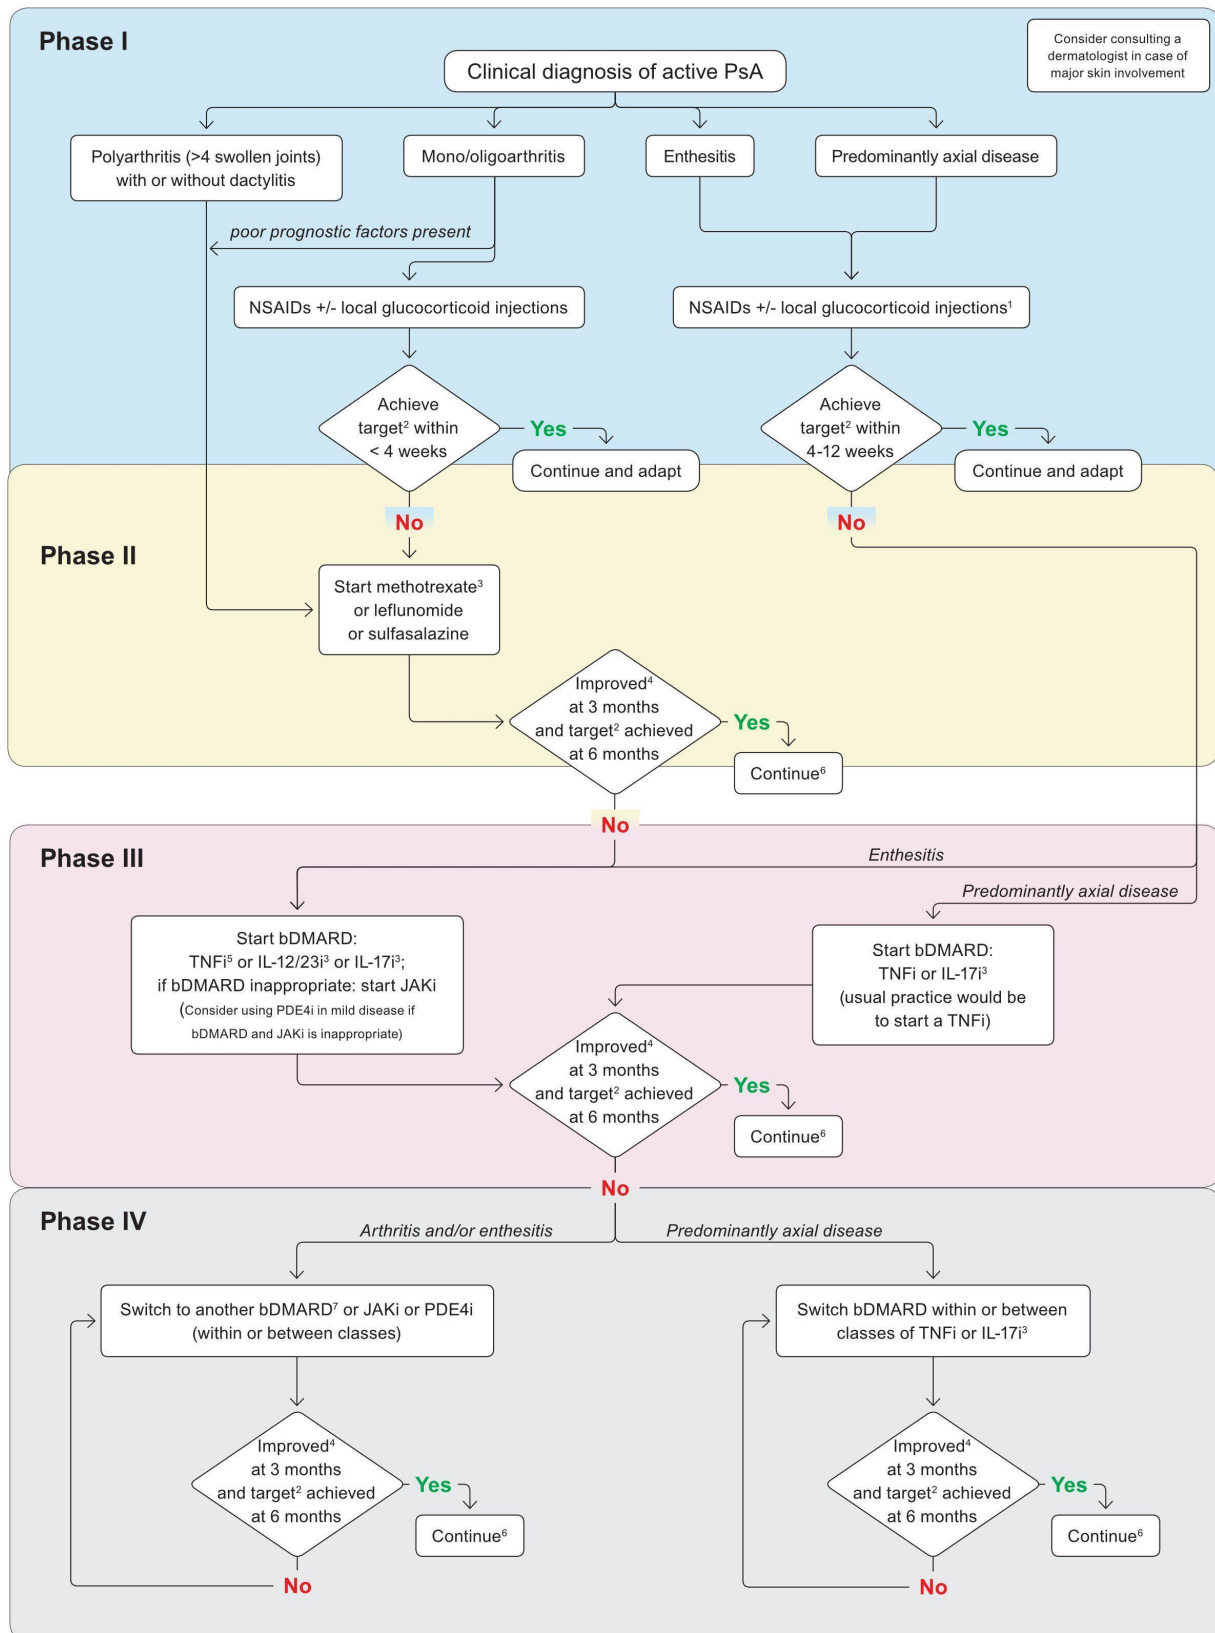 Phase I
Consider consulting a
dermatologist in case of
major skin involvement
Clinical diagnosis of active PsA
Polyarthritis (>4 swollen joints)
with or without dactylitis
Mono/oligoarthritis
Enthesitis
Predominantly axial disease
poor prognostic factors present
NSAIDs +/- local glucocorticoid injections
NSAIDs +/- local glucocorticoid injections¹
Achieve
target² within
< 4 weeks
Yes
Continue and adapt
Achieve
target² within
4-12 weeks
Yes
Continue and adapt
No
No
Phase II
Start methotrexate³
or leflunomide
or sulfasalazine
Improved⁴
at 3 months
and target² achieved
at 6 months
Yes
Continue⁶
No
Phase III
Enthesitis
Predominantly axial disease
Start bDMARD:
TNFi⁵ or IL-12/23i³ or IL-17i³;
if bDMARD inappropriate: start JAKi
(Consider using PDE4i in mild disease if
bDMARD and JAKi is inappropriate)
Start bDMARD:
TNFi or IL-17i³
(usual practice would be
to start a TNFi)
Improved⁴
at 3 months
and target² achieved
at 6 months
Yes
Continue⁶
No
Phase IV
Arthritis and/or enthesitis
Predominantly axial disease
Switch to another bDMARD⁷ or JAKi or PDE4i
(within or between classes)
Switch bDMARD within or between
classes of TNFi or IL-17i³
Improved⁴
at 3 months
and target² achieved
at 6 months
Yes
Continue⁶
No
Improved⁴
at 3 months
and target² achieved
at 6 months
Yes
Continue⁶
No